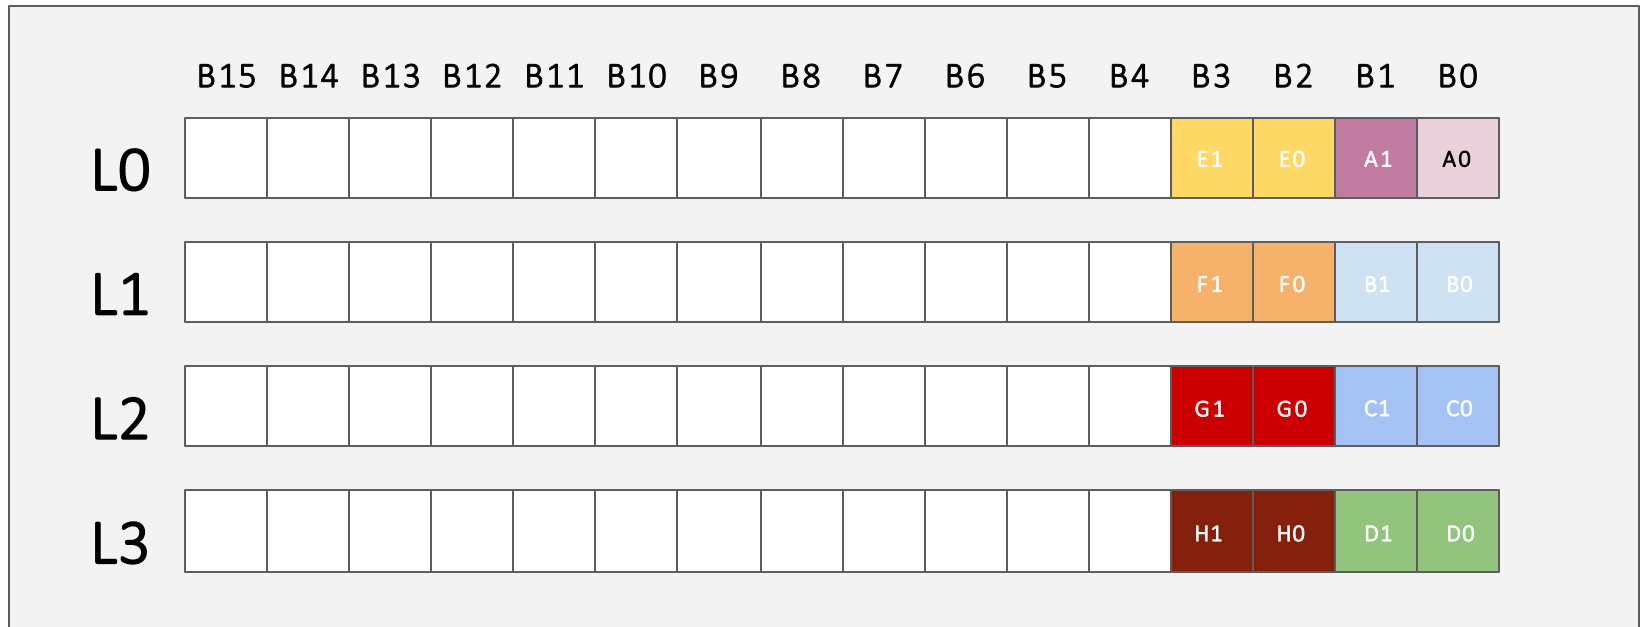 B15 B14 B13 B12 B11 B10 B9 B8 B7 B6 B5 B4 B3 B2 B1 B0
L0 E1 E0 A1 A0
L1 F1 F0 B1 B0
L2 G1 G0 C1 C0
L3 H1 H0 D1 D0